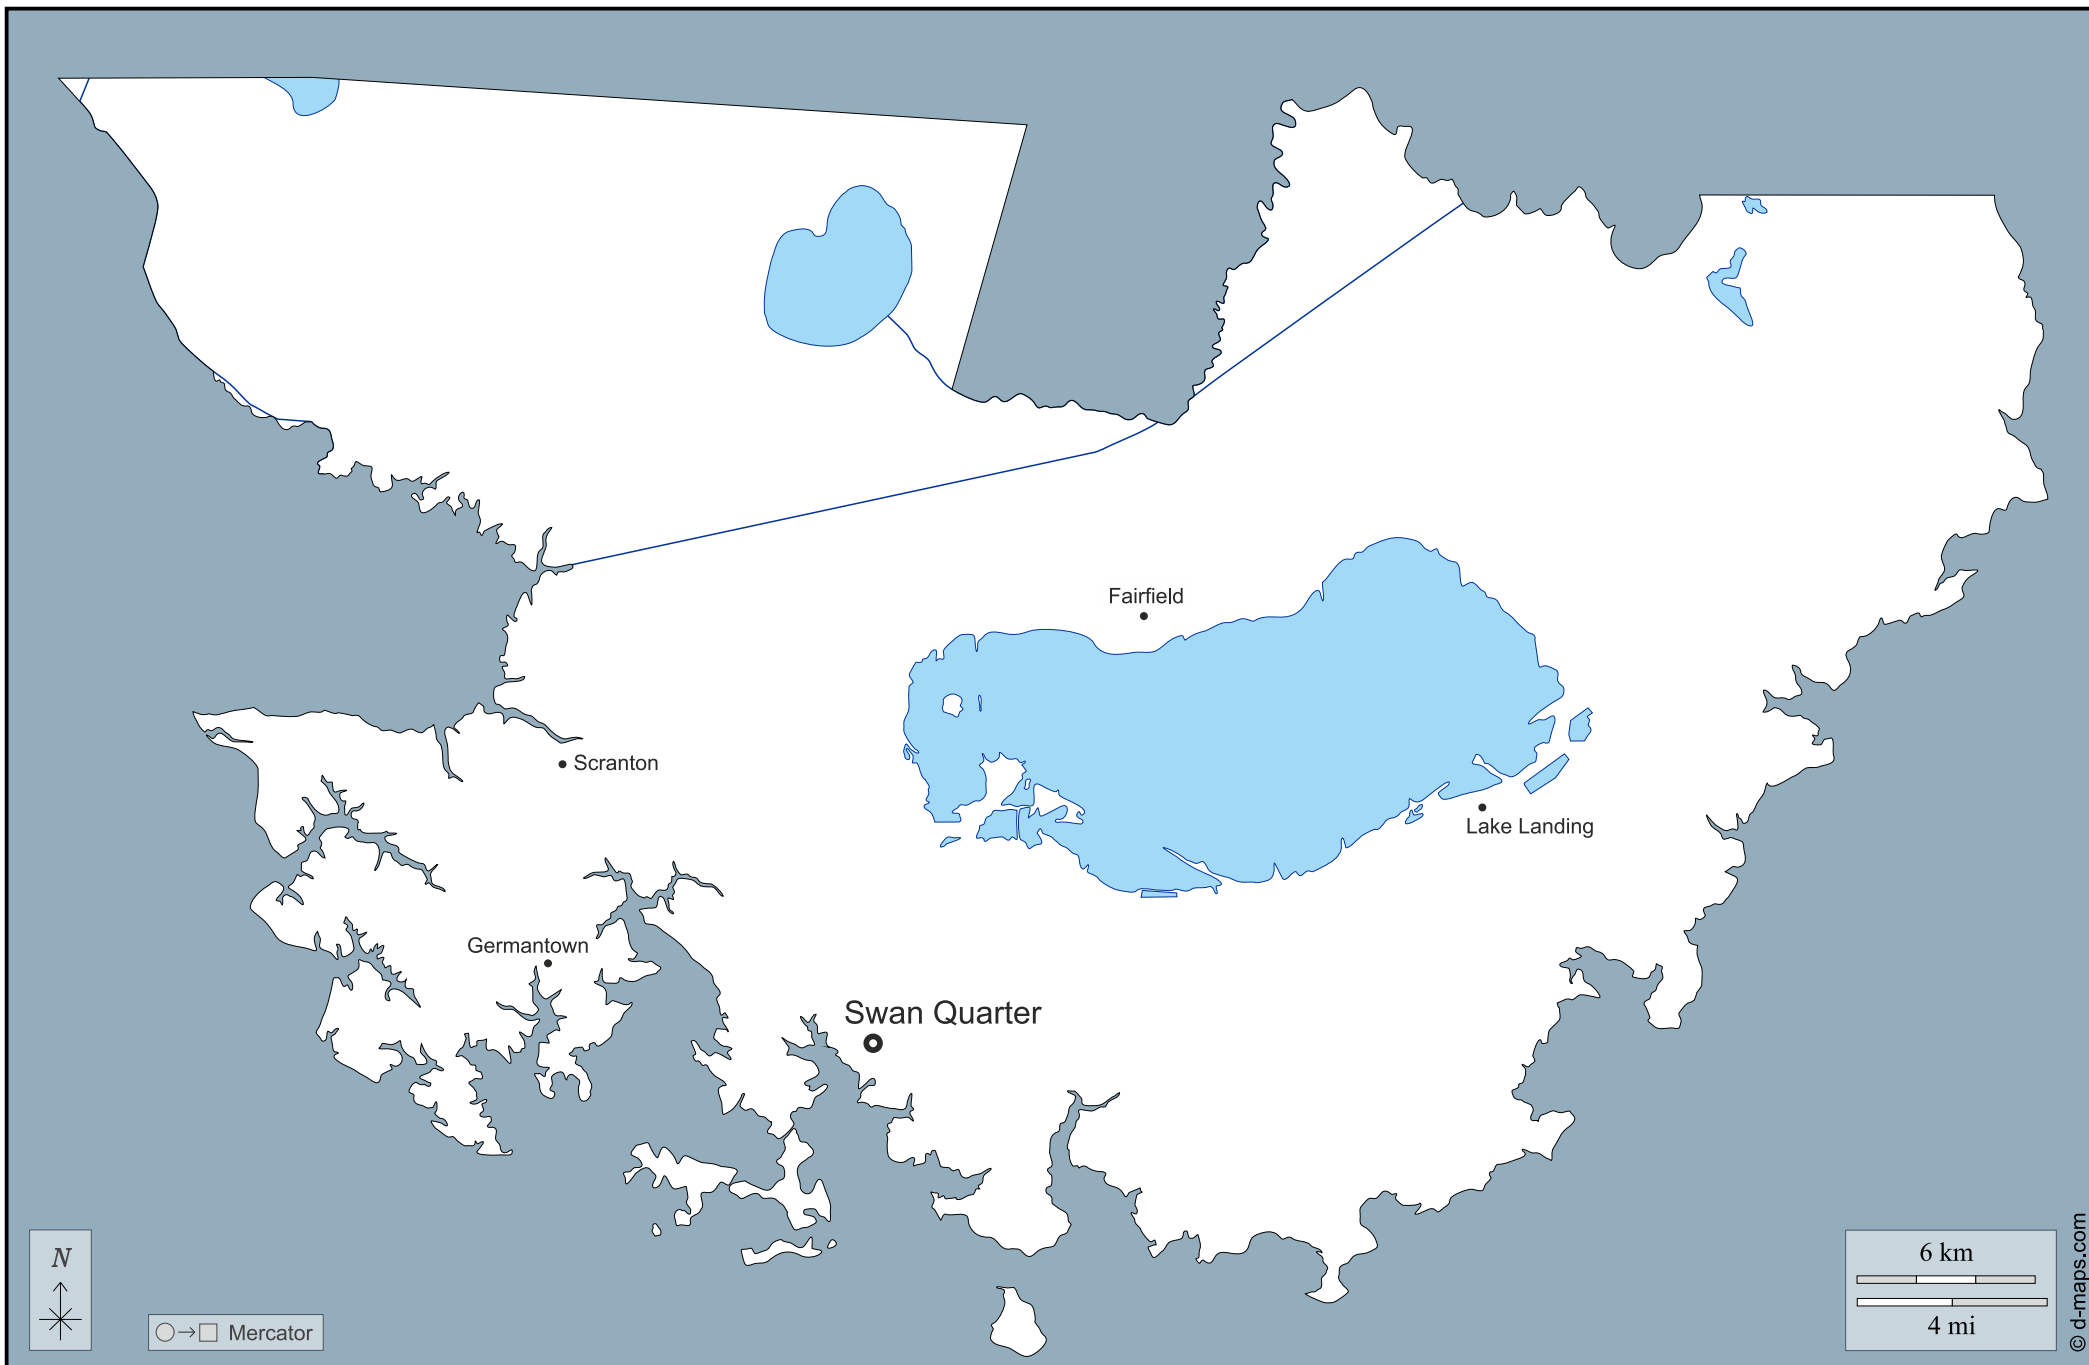 Fairfield
Scranton
Lake Landing
Germantown
Swan Quarter
N
Mercator
6 km
4 mi
© d-maps.com